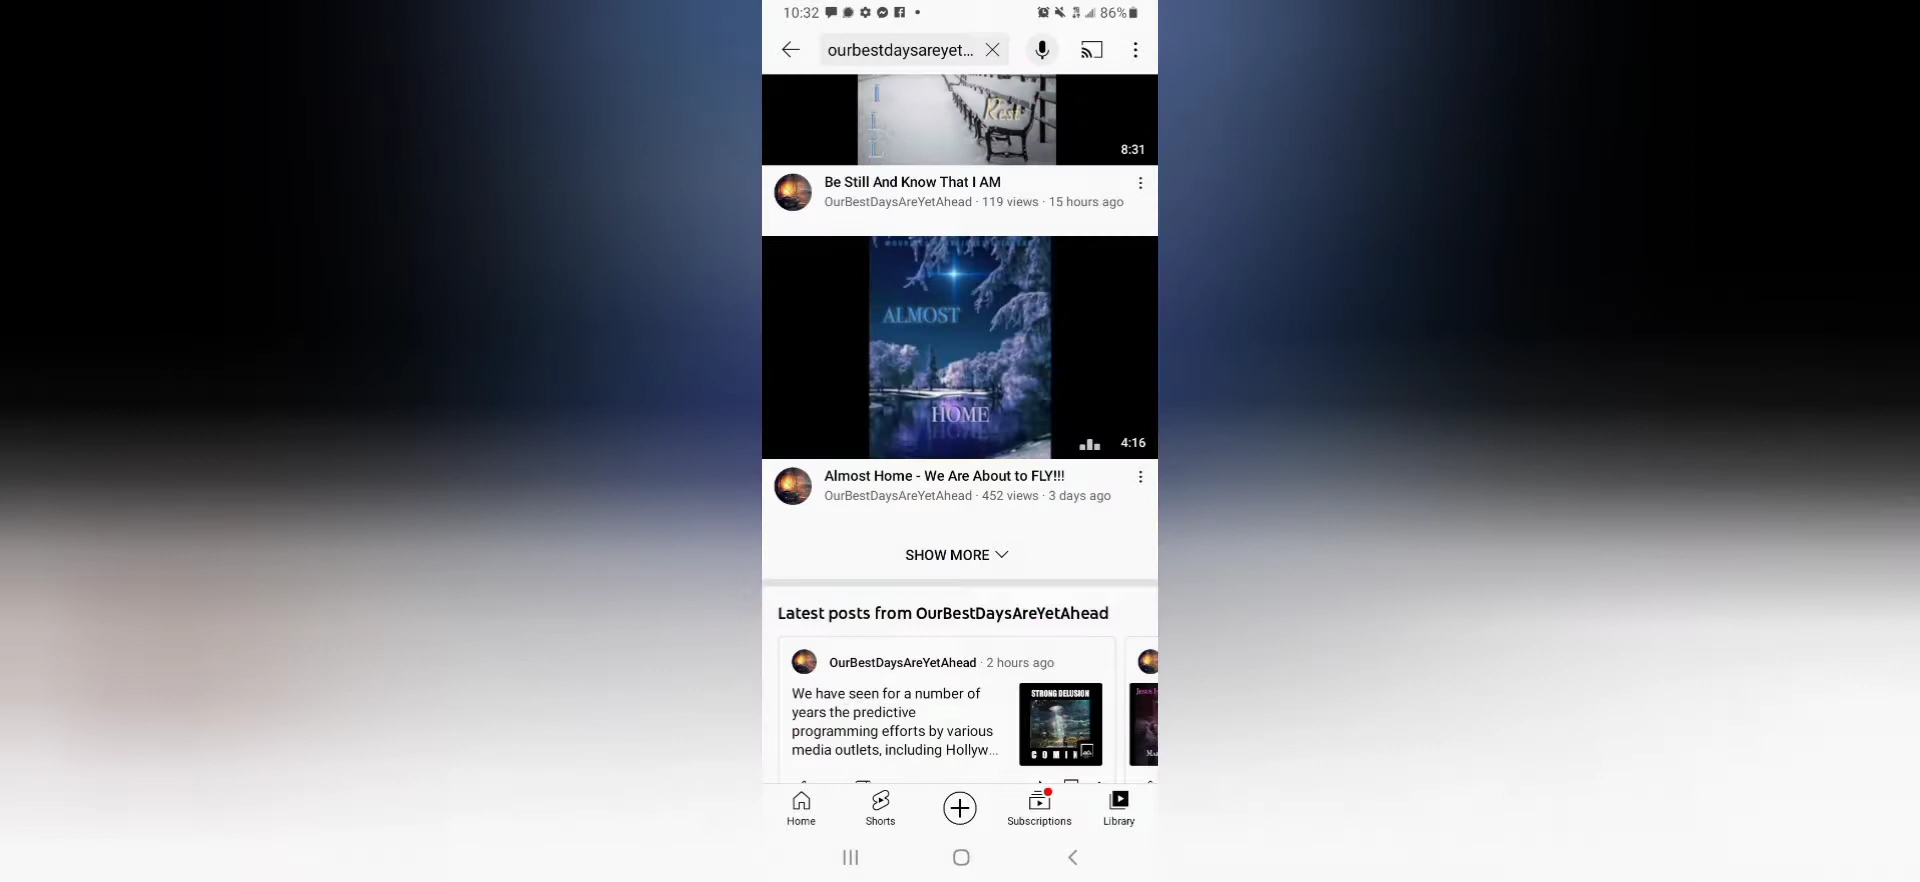 10:32
86%
ourbestdaysareyet...
Rest
8:31
Be Still And Know That I AM
OurBestDaysAreYetAhead · 119 views · 15 hours ago
ALMOST
HOME
4:16
Almost Home - We Are About to FLY!!!
OurBestDaysAreYetAhead · 452 views · 3 days ago
SHOW MORE
Latest posts from OurBestDaysAreYetAhead
OurBestDaysAreYetAhead · 2 hours ago
We have seen for a number of
years the predictive
programming efforts by various
media outlets, including Hollyw...
STRONG DELUSION
Home
Shorts
Subscriptions
Library